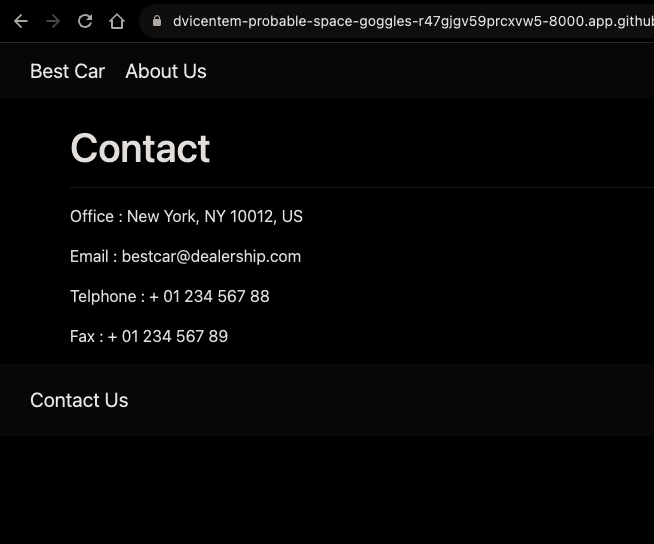 dvicentem-probable-space-goggles-r47gjgv59prcxvw5-8000.app.github
Best Car About Us
Contact
Office : New York, NY 10012, US
Email : bestcar@dealership.com
Telphone : + 01 234 567 88
Fax : + 01 234 567 89
Contact Us